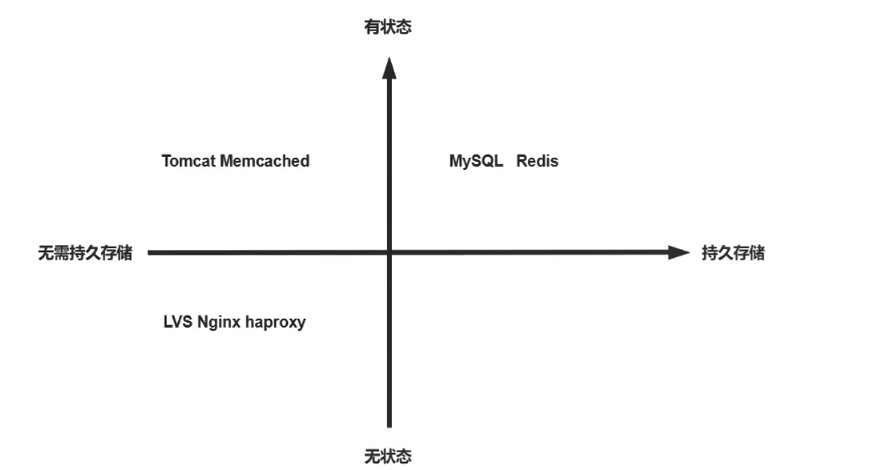 有状态
Tomcat Memcached
MySQL Redis
无需持久存储
持久存储
LVS Nginx haproxy
无状态